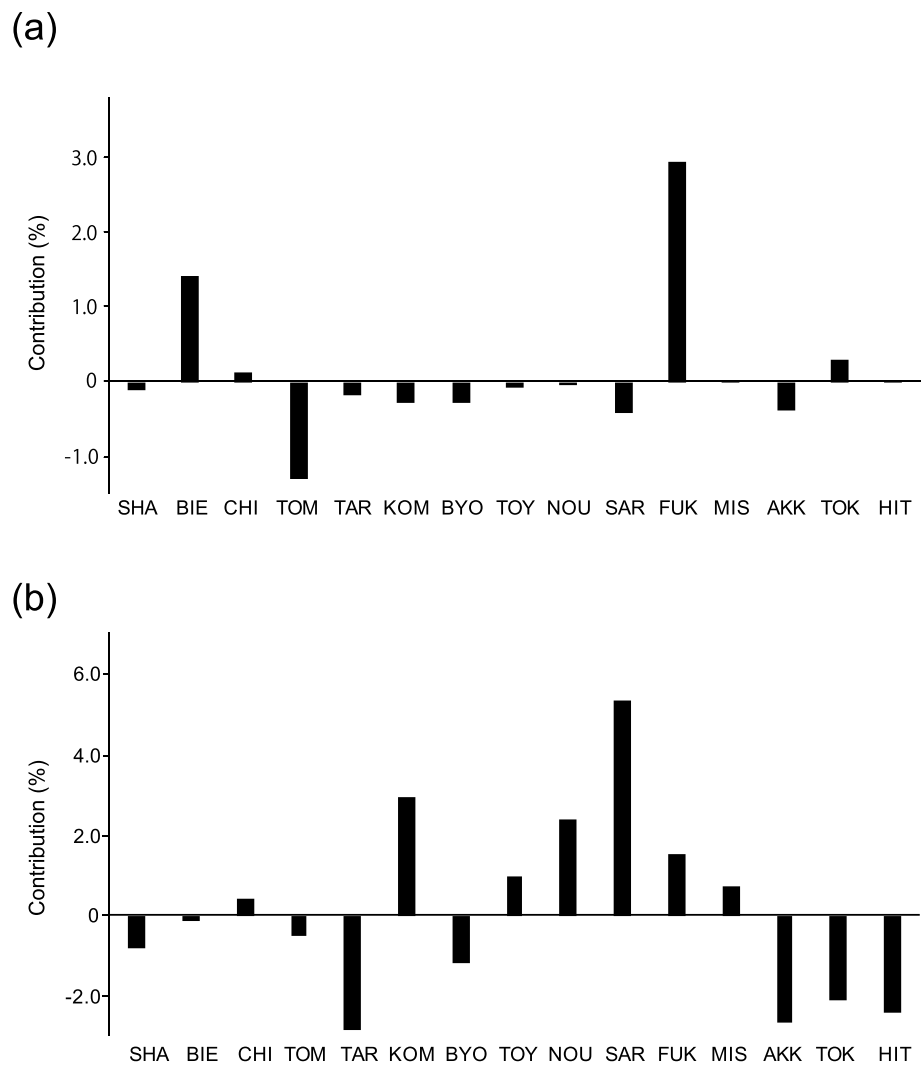 (a)
Contribution (%)
3.0
2.0
1.0
0
-1.0
SHA BIE CHI TOM TAR KOM BYO TOY NOU SAR FUK MIS AKK TOK HIT
(b)
Contribution (%)
6.0
4.0
2.0
0
-2.0
SHA BIE CHI TOM TAR KOM BYO TOY NOU SAR FUK MIS AKK TOK HIT